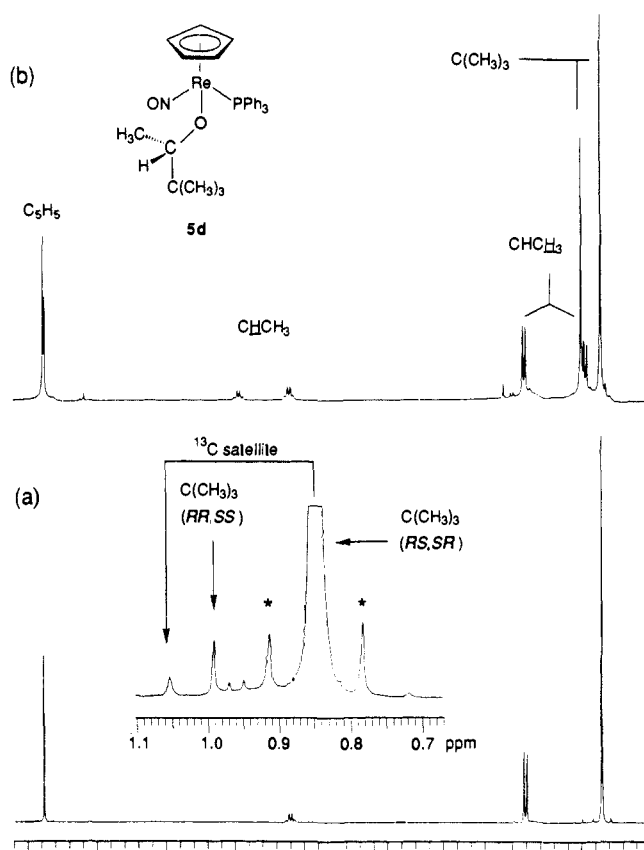 (b)
Re
ON
PPh₃
O
H₃C
C
H
C(CH₃)₃
5d
C₅H₅
CHCH₃
C(CH₃)₃
CHCH₃
(a)
¹³C satellite
C(CH₃)₃
(RR,SS)
C(CH₃)₃
(RS,SR)
*
*
1.1 1.0 0.9 0.8 0.7 ppm